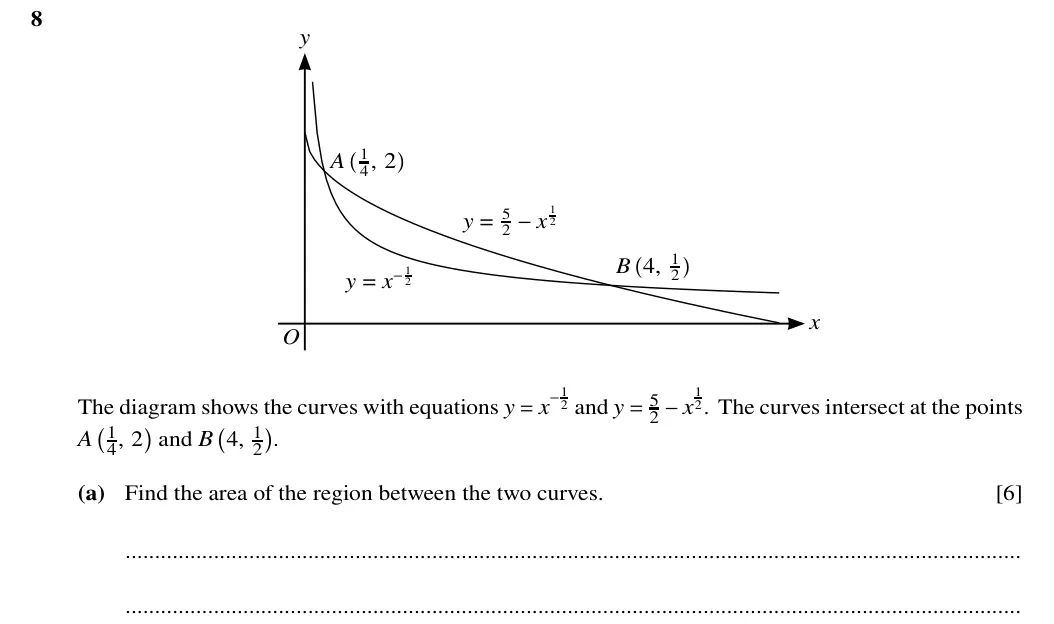 8
y
A (1/4, 2)
y = 5/2 − x^(1/2)
B (4, 1/2)
y = x^(−1/2)
O
x
The diagram shows the curves with equations y = x^(−1/2) and y = 5/2 − x^(1/2). The curves intersect at the points
A (1/4, 2) and B (4, 1/2).
(a) Find the area of the region between the two curves. [6]